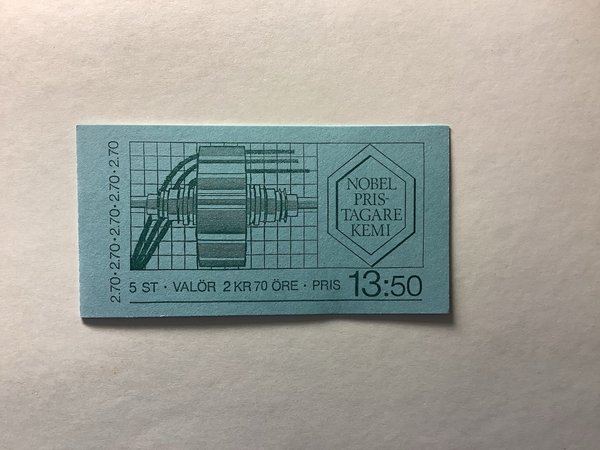 2.70 · 2.70 · 2.70 · 2.70 · 2.70
NOBEL
PRIS-
TAGARE
KEMI
5 ST · VALÖR 2 KR 70 ÖRE · PRIS 13:50